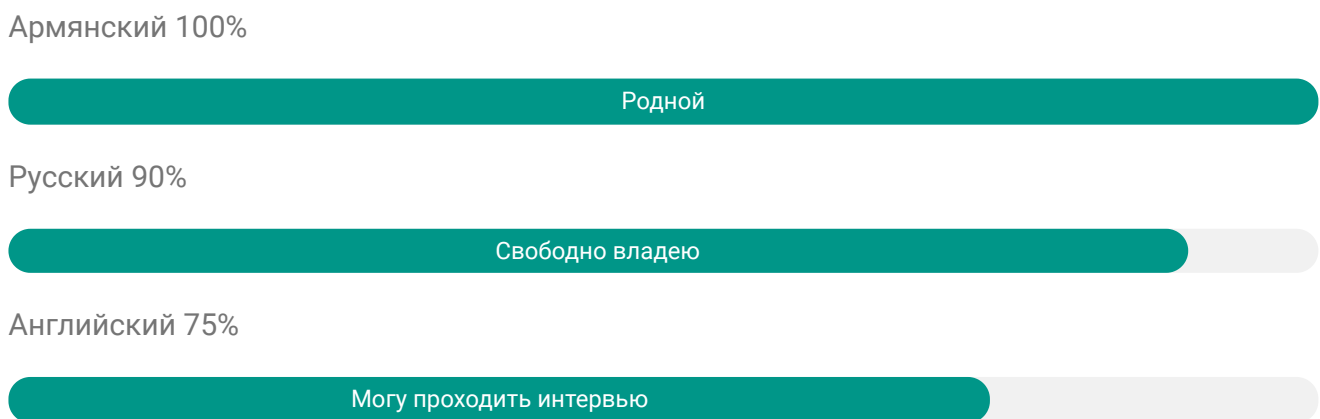 Армянский 100%
Родной
Русский 90%
Свободно владею
Английский 75%
Могу проходить интервью